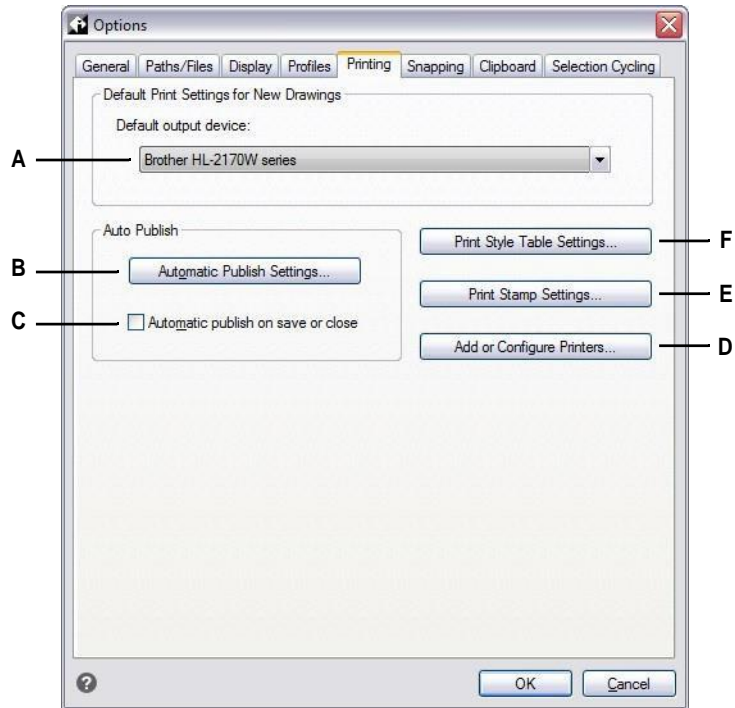 Options
General Paths/Files Display Profiles Printing Snapping Clipboard Selection Cycling
Default Print Settings for New Drawings
Default output device:
A Brother HL-2170W series
Auto Publish
Print Style Table Settings... F
B Automatic Publish Settings...
Print Stamp Settings... E
C Automatic publish on save or close
Add or Configure Printers... D
? OK Cancel